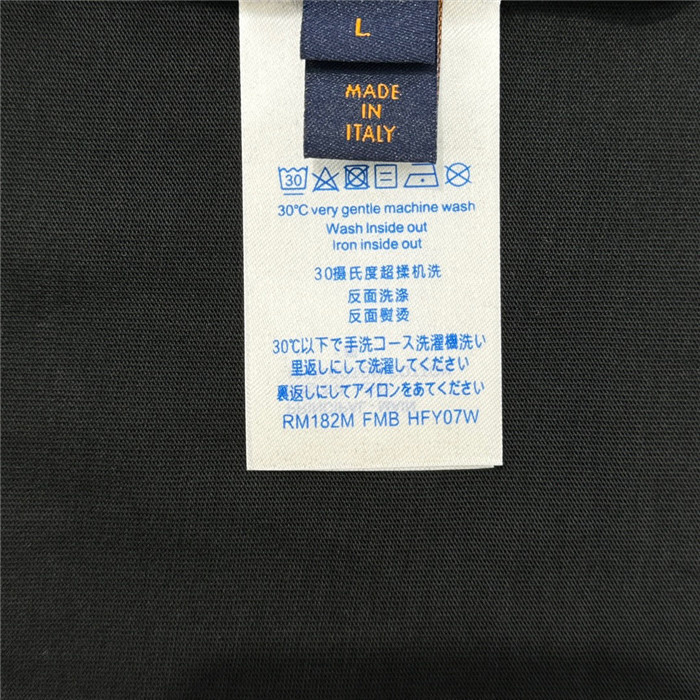 L
MADE
IN
ITALY
30
30℃ very gentle machine wash
Wash Inside out
Iron inside out
30摄氏度超揉机洗
反面洗涤
反面熨烫
30℃以下で手洗コース洗濯機洗い
里返しにして洗濯してください
裏返しにしてアイロンをあてください
RM182M FMB HFY07W